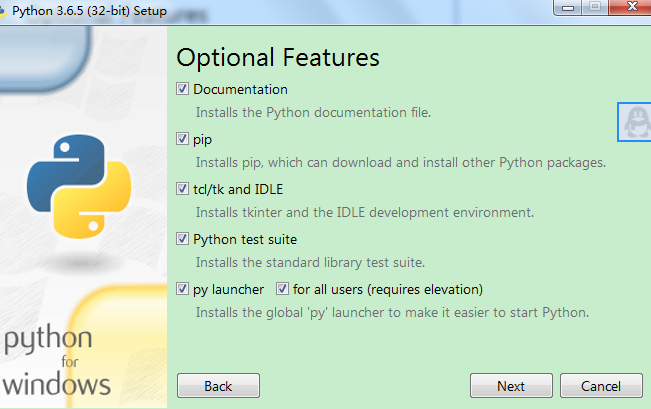 Python 3.6.5 (32-bit) Setup
Optional Features
Documentation
Installs the Python documentation file.
pip
Installs pip, which can download and install other Python packages.
tcl/tk and IDLE
Installs tkinter and the IDLE development environment.
Python test suite
Installs the standard library test suite.
py launcher for all users (requires elevation)
Installs the global 'py' launcher to make it easier to start Python.
python
for
windows
Back Next Cancel